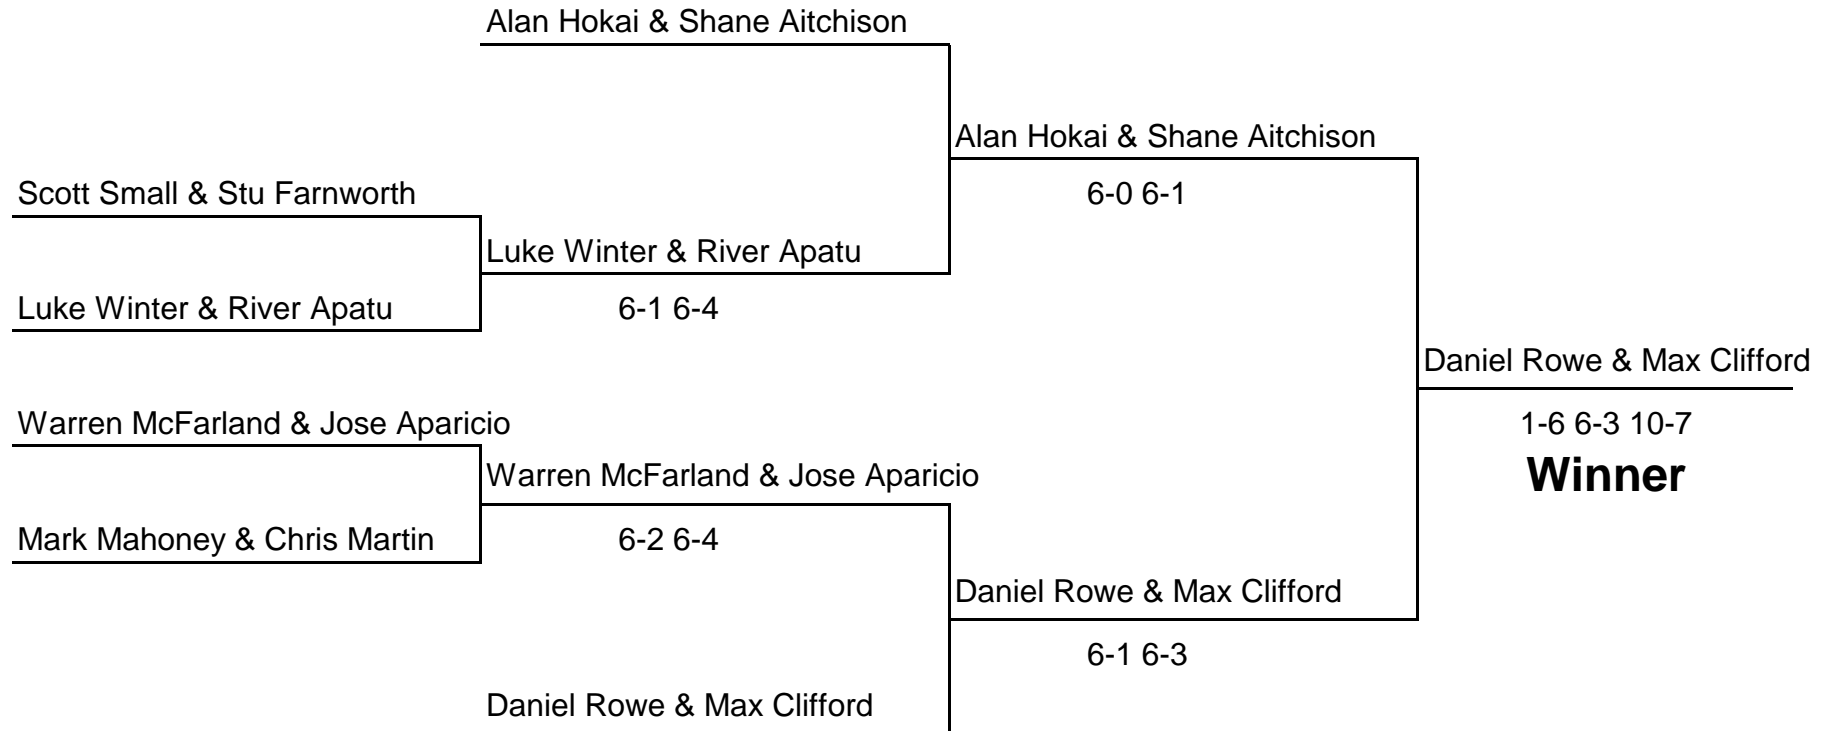 Alan Hokai & Shane Aitchison
Alan Hokai & Shane Aitchison
Scott Small & Stu Farnworth
6-0 6-1
Luke Winter & River Apatu
Luke Winter & River Apatu
6-1 6-4
Daniel Rowe & Max Clifford
Warren McFarland & Jose Aparicio
1-6 6-3 10-7
Warren McFarland & Jose Aparicio
Winner
Mark Mahoney & Chris Martin
6-2 6-4
Daniel Rowe & Max Clifford
6-1 6-3
Daniel Rowe & Max Clifford